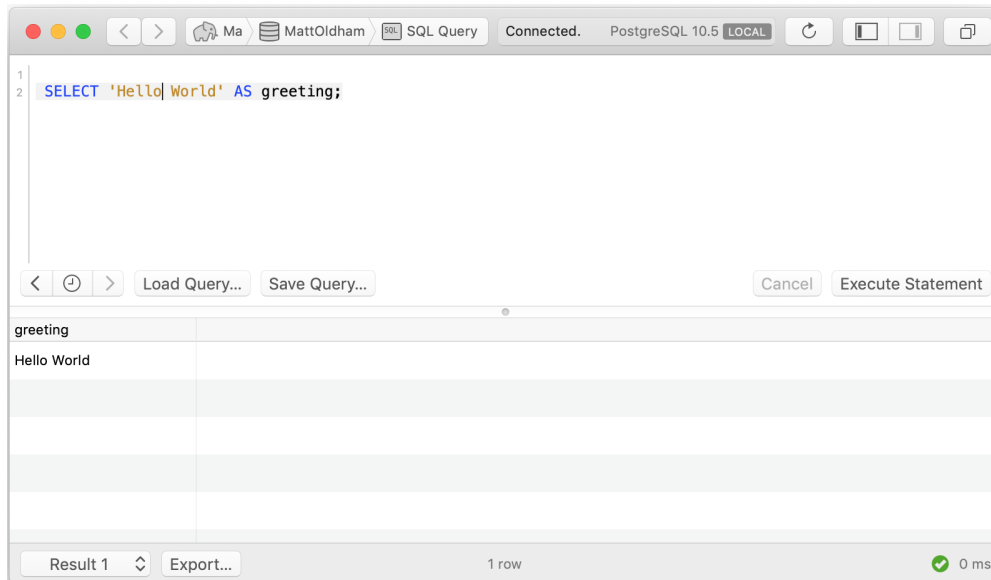 Ma MattOldham SQL SQL Query Connected. PostgreSQL 10.5 LOCAL
1
2 SELECT 'Hello World' AS greeting;
Load Query... Save Query... Cancel Execute Statement
greeting
Hello World
Result 1 Export... 1 row 0 ms